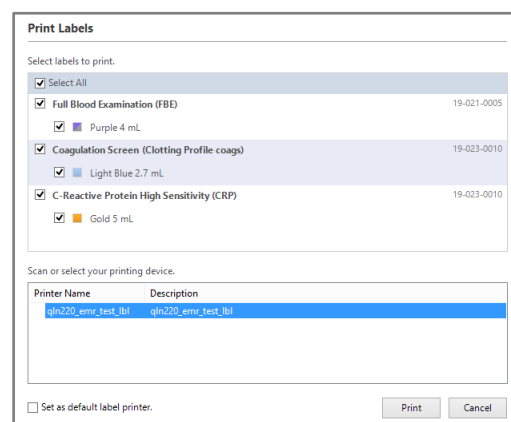 Print Labels
Select labels to print.
Select All
Full Blood Examination (FBE) 19-021-0005
Purple 4 mL
Coagulation Screen (Clotting Profile coags) 19-023-0010
Light Blue 2.7 mL
C-Reactive Protein High Sensitivity (CRP) 19-023-0010
Gold 5 mL
Scan or select your printing device.
Printer Name Description
qln220_emr_test_lbl qln220_emr_test_lbl
Set as default label printer. Print Cancel